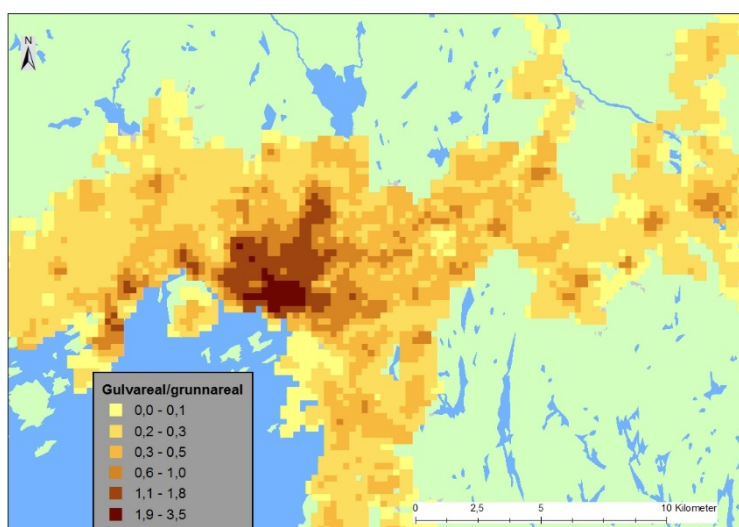 N
Gulvareal/grunnareal
0,0 - 0,1
0,2 - 0,3
0,3 - 0,5
0,6 - 1,0
1,1 - 1,8
1,9 - 3,5
0 2,5 5 10 Kilometer